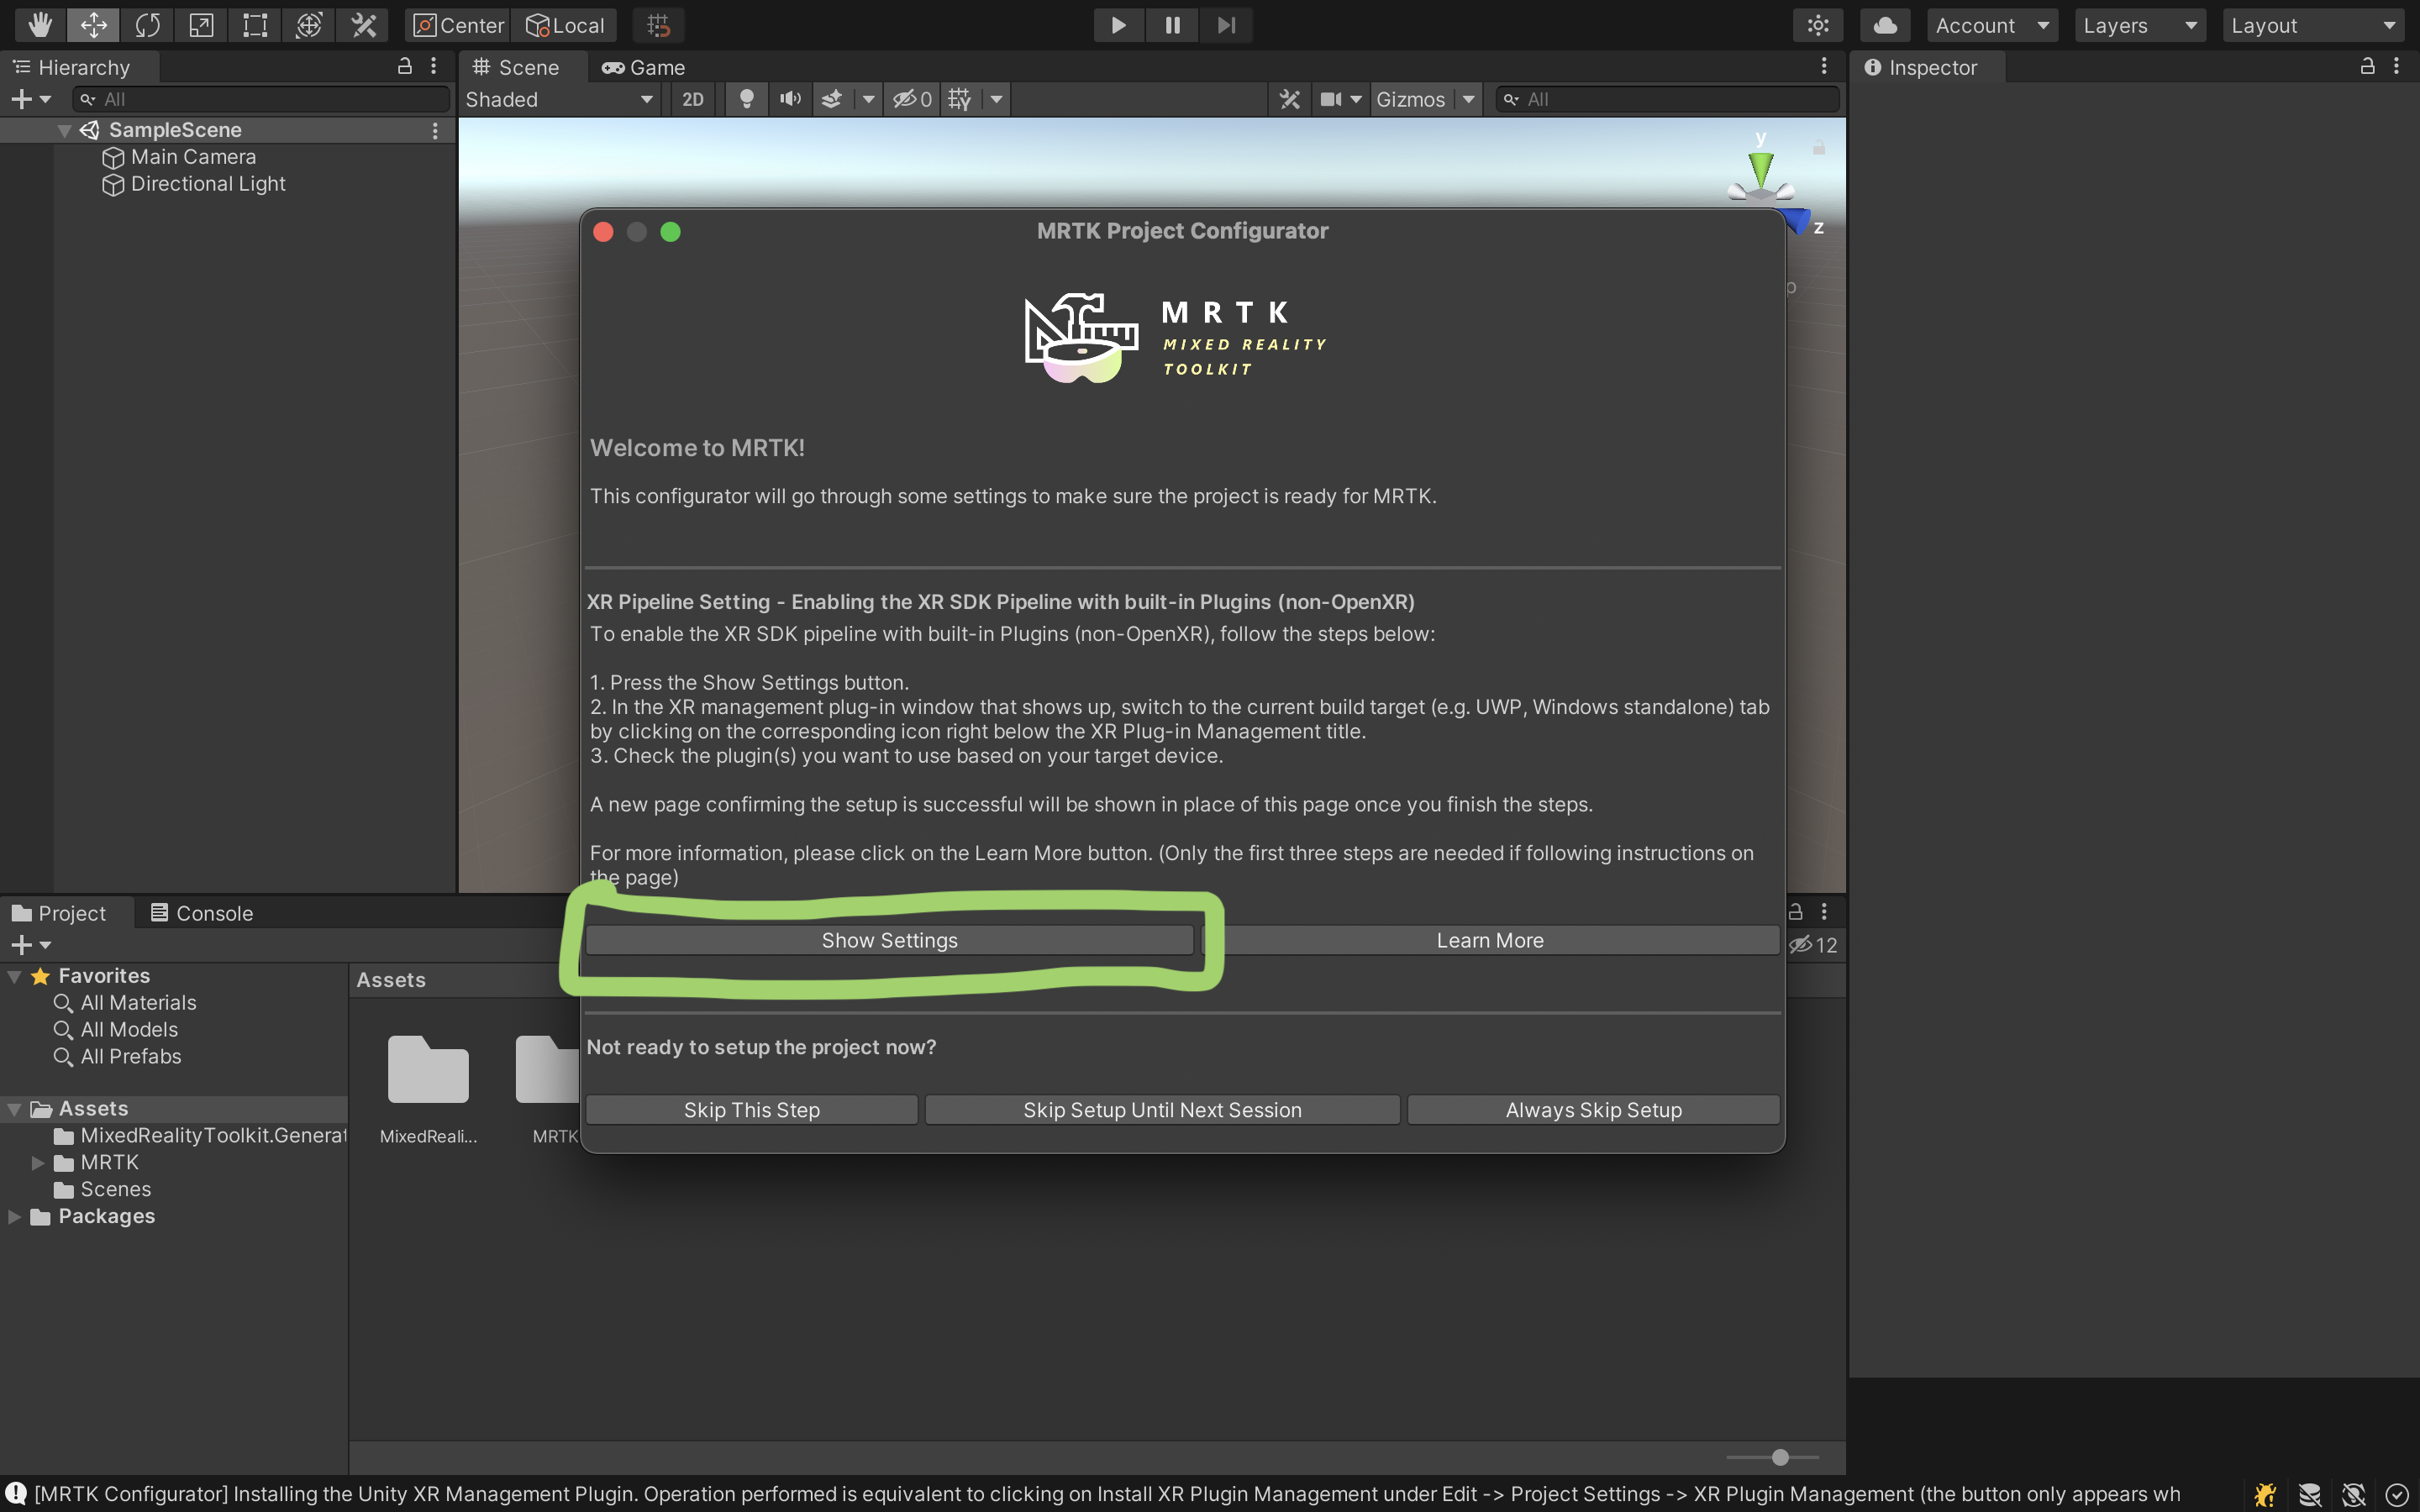 Center
Local
Account
Layers
Layout
Hierarchy
Scene
Game
Inspector
All
Shaded
2D
0
Gizmos
All
SampleScene
Main Camera
Directional Light
y
z
MRTK Project Configurator
MRTK
MIXED REALITY
TOOLKIT
Welcome to MRTK!
This configurator will go through some settings to make sure the project is ready for MRTK.
XR Pipeline Setting - Enabling the XR SDK Pipeline with built-in Plugins (non-OpenXR)
To enable the XR SDK pipeline with built-in Plugins (non-OpenXR), follow the steps below:
1. Press the Show Settings button.
2. In the XR management plug-in window that shows up, switch to the current build target (e.g. UWP, Windows standalone) tab
by clicking on the corresponding icon right below the XR Plug-in Management title.
3. Check the plugin(s) you want to use based on your target device.
A new page confirming the setup is successful will be shown in place of this page once you finish the steps.
For more information, please click on the Learn More button. (Only the first three steps are needed if following instructions on
the page)
Show Settings
Learn More
Not ready to setup the project now?
Skip This Step
Skip Setup Until Next Session
Always Skip Setup
Project
Console
12
Favorites
All Materials
All Models
All Prefabs
Assets
MixedRealityToolkit.Generat
MRTK
Scenes
Packages
Assets
MixedReali...
MRTK
[MRTK Configurator] Installing the Unity XR Management Plugin. Operation performed is equivalent to clicking on Install XR Plugin Management under Edit -> Project Settings -> XR Plugin Management (the button only appears wh